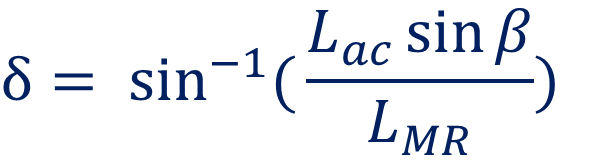 δ = sin⁻¹(L_ac sin β / L_MR)